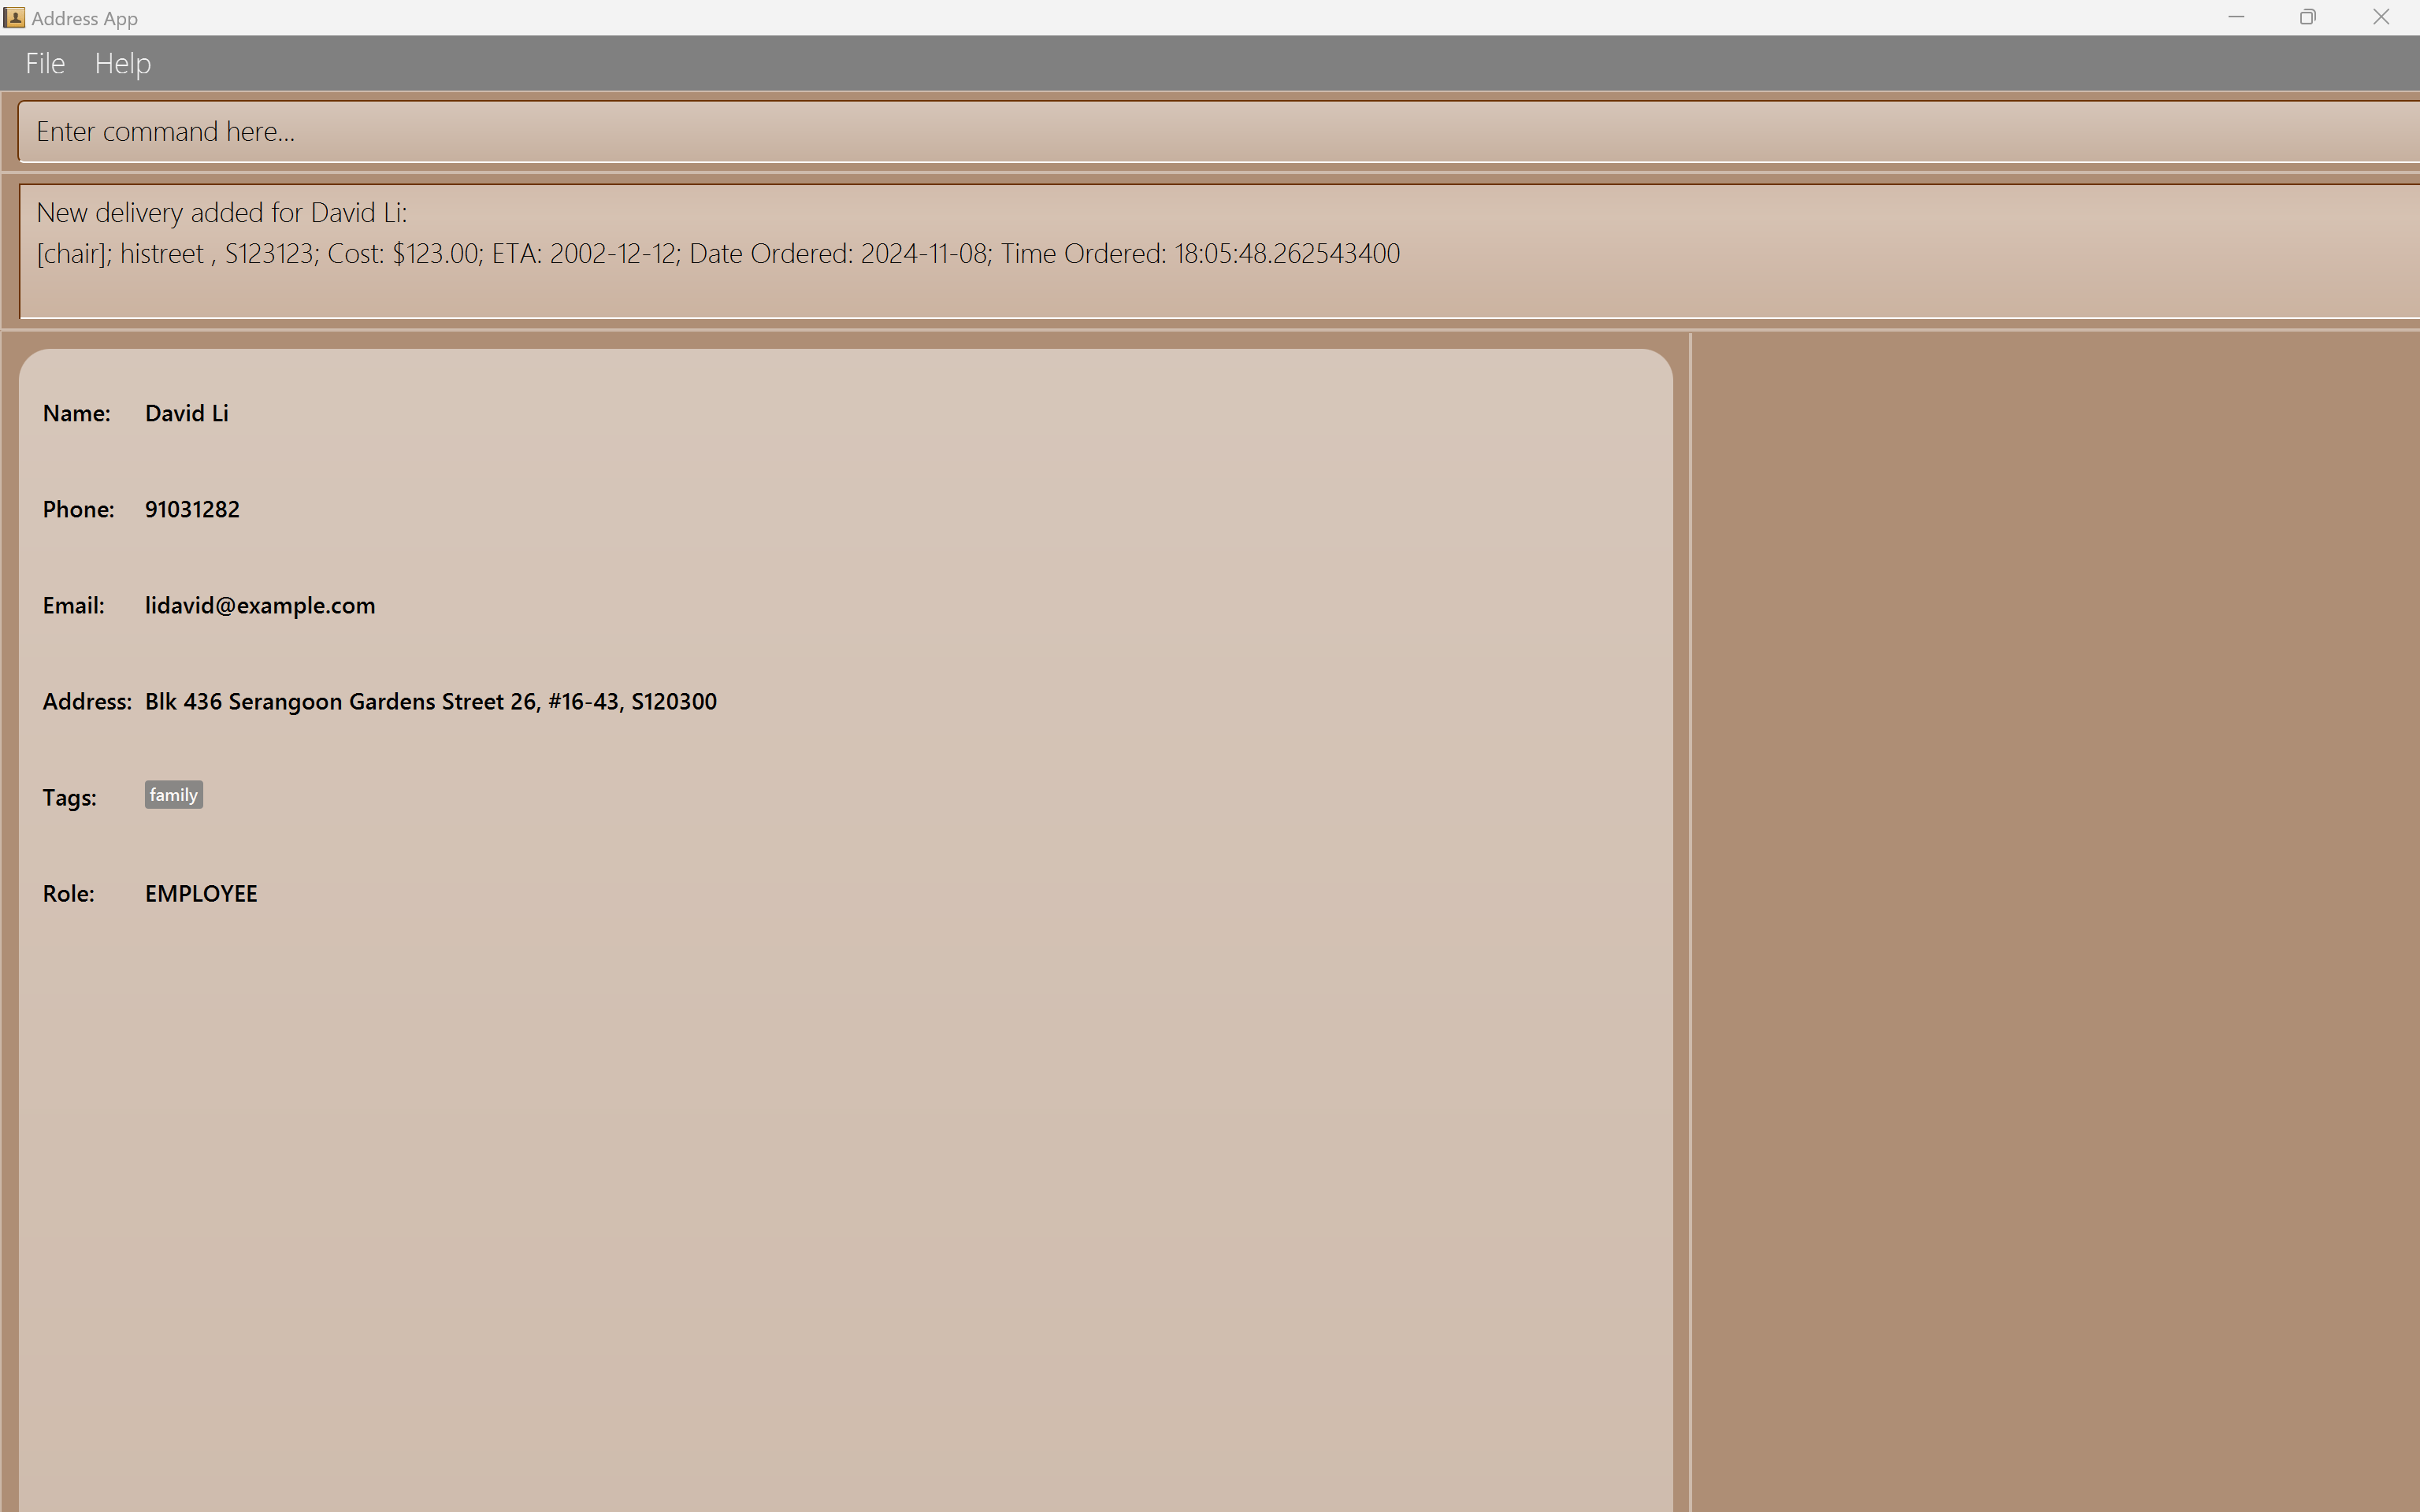 Address App
File Help
Enter command here...
New delivery added for David Li:
[chair]; histreet , S123123; Cost: $123.00; ETA: 2002-12-12; Date Ordered: 2024-11-08; Time Ordered: 18:05:48.262543400
Name: David Li
Phone: 91031282
Email: lidavid@example.com
Address: Blk 436 Serangoon Gardens Street 26, #16-43, S120300
Tags: family
Role: EMPLOYEE